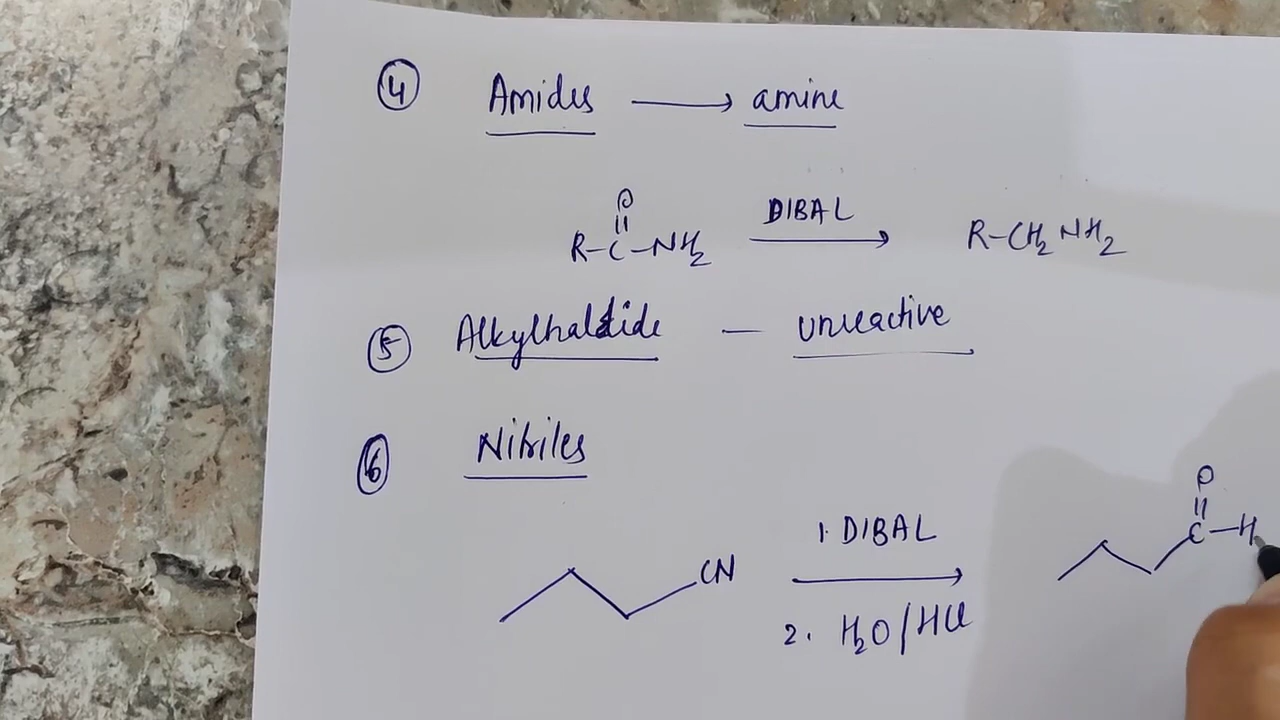 ④ Amides ⟶ amine
O
||
R-C-NH₂ DIBAL ⟶ R-CH₂NH₂
⑤ Alkylhalide — unreactive
⑥ Nitriles
CN 1. DIBAL ⟶ O
||
C-H
2. H₂O/HCl